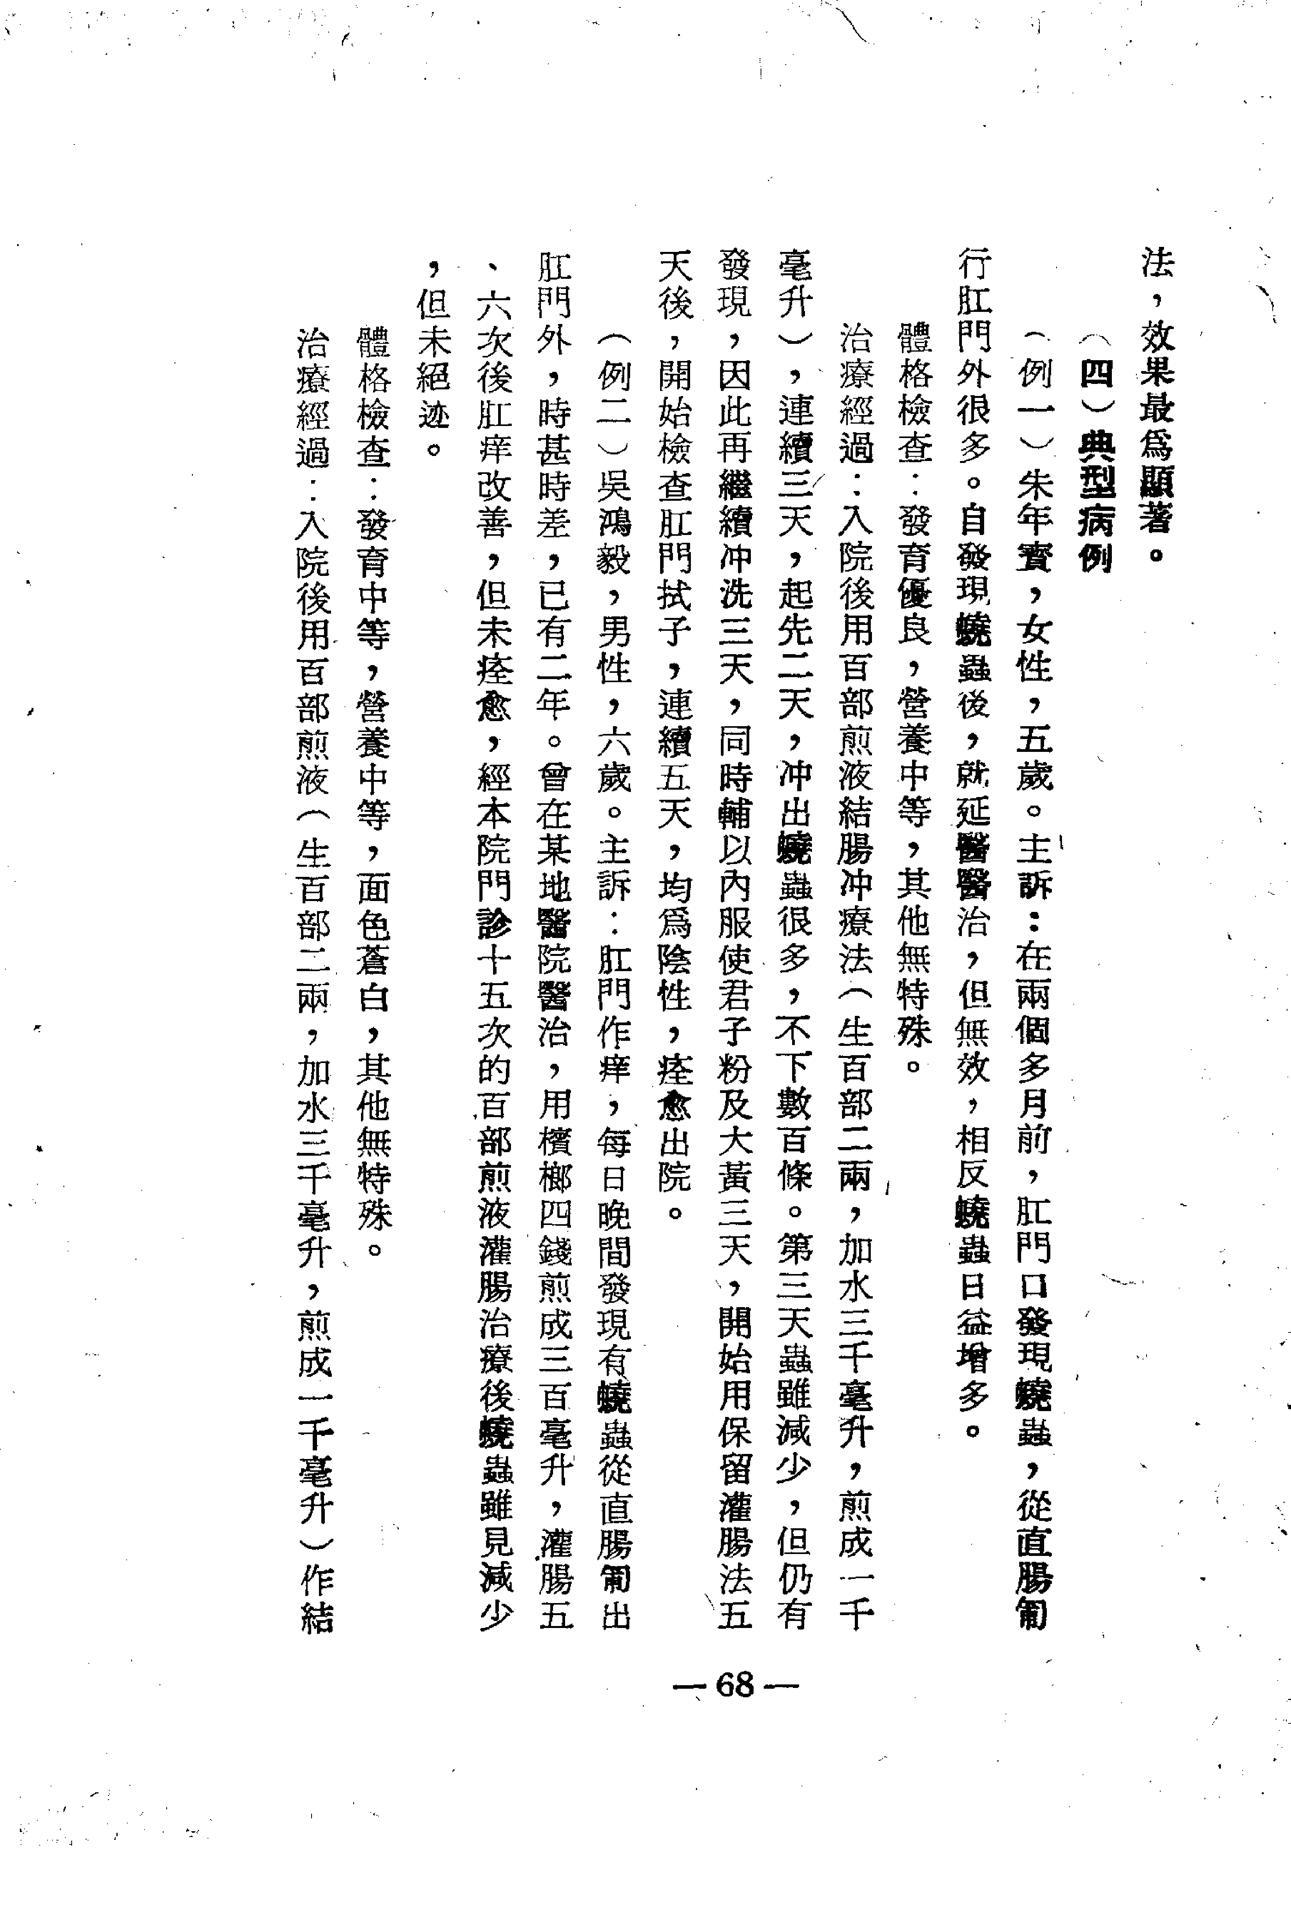 法，效果最爲顯著。
（四）典型病例
（例一）朱年寳，女性，五歲。主訴：在兩個多月前，肛門口發現蟯蟲，從直腸匍
行肛門外很多。自發現蟯蟲後，就延醫醫治，但無效，相反蟯蟲日益增多。
體格檢查：發育優良，營養中等，其他無特殊。
治療經過：入院後用百部煎液結腸冲療法（生百部二兩，加水三千毫升，煎成一千
毫升），連續三天，起先二天，冲出蟯蟲很多，不下數百條。第三天蟲雖減少，但仍有
發現，因此再繼續冲洗三天，同時輔以內服使君子粉及大黃三天，開始用保留灌腸法五
天後，開始檢查肛門拭子，連續五天，均爲陰性，痊愈出院。
（例二）吳鴻毅，男性，六歲。主訴：肛門作痒，每日晚間發現有蟯蟲從直腸匍出
肛門外，時甚時差，已有二年。曾在某地醫院醫治，用檳榔四錢煎成三百毫升，灌腸五
、六次後肛痒改善，但未痊愈，經本院門診十五次的百部煎液灌腸治療後蟯蟲雖見減少
，但未絕迹。
體格檢查：發育中等，營養中等，面色蒼白，其他無特殊。
治療經過：入院後用百部煎液（生百部二兩，加水三千毫升，煎成一千毫升）作結
—68—